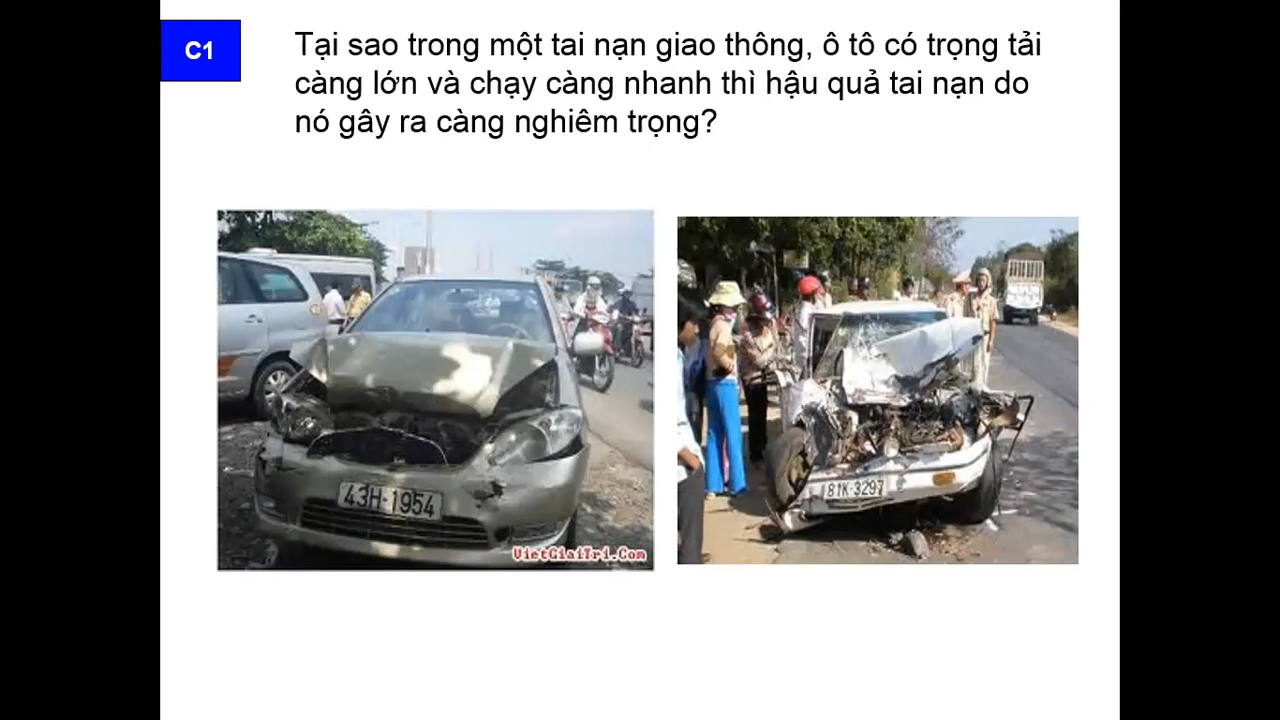 C1
Tại sao trong một tai nạn giao thông, ô tô có trọng tải
càng lớn và chạy càng nhanh thì hậu quả tai nạn do
nó gây ra càng nghiêm trọng?
43H-1954
VietGiaiTri.Com
81K-3297